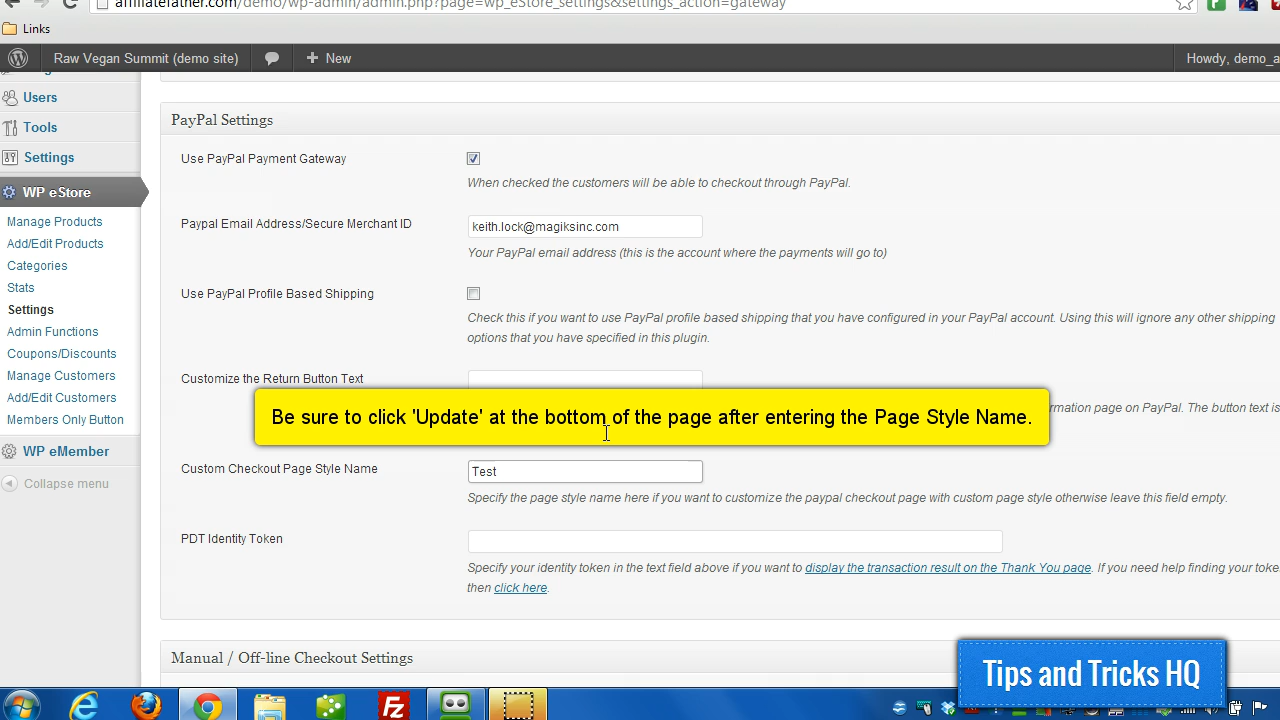 affiliatefather.com/demo/wp-admin/admin.php?page=wp_eStore_settings&settings_action=gateway
Links
Raw Vegan Summit (demo site)
New
Howdy, demo_a
Users
Tools
Settings
WP eStore
Manage Products
Add/Edit Products
Categories
Stats
Settings
Admin Functions
Coupons/Discounts
Manage Customers
Add/Edit Customers
Members Only Button
WP eMember
Collapse menu
PayPal Settings
Use PayPal Payment Gateway
When checked the customers will be able to checkout through PayPal.
Paypal Email Address/Secure Merchant ID
keith.lock@magiksinc.com
Your PayPal email address (this is the account where the payments will go to)
Use PayPal Profile Based Shipping
Check this if you want to use PayPal profile based shipping that you have configured in your PayPal account. Using this will ignore any other shipping
options that you have specified in this plugin.
Customize the Return Button Text
rmation page on PayPal. The button text is
Be sure to click 'Update' at the bottom of the page after entering the Page Style Name.
Custom Checkout Page Style Name
Test
Specify the page style name here if you want to customize the paypal checkout page with custom page style otherwise leave this field empty.
PDT Identity Token
Specify your identity token in the text field above if you want to display the transaction result on the Thank You page. If you need help finding your token
then click here.
Manual / Off-line Checkout Settings
Tips and Tricks HQ